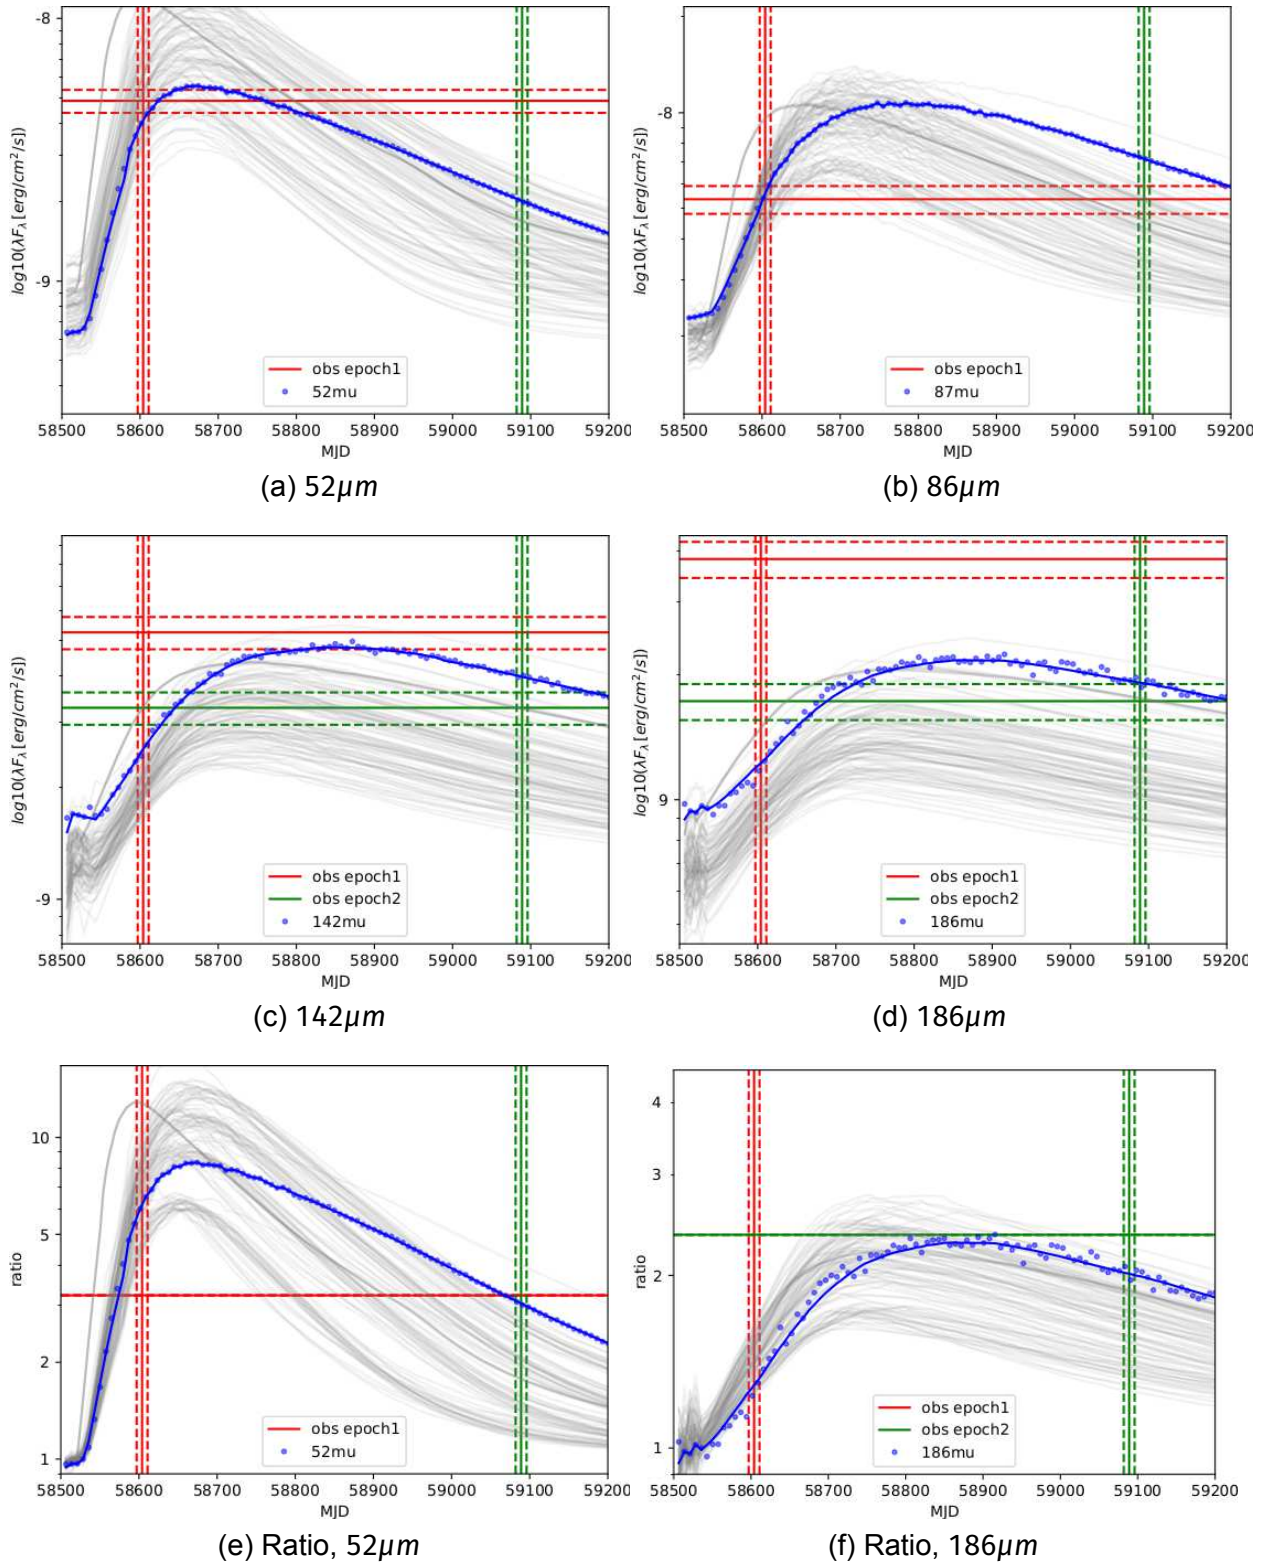 -8
-9
log10(λF_λ[erg/cm²/s])
58500 58600 58700 58800 58900 59000 59100 59200
MJD
obs epoch1
52mu
(a) 52μm
-8
log10(λF_λ[erg/cm²/s])
58500 58600 58700 58800 58900 59000 59100 59200
MJD
obs epoch1
87mu
(b) 86μm
-9
log10(λF_λ[erg/cm²/s])
58500 58600 58700 58800 58900 59000 59100 59200
MJD
obs epoch1
obs epoch2
142mu
(c) 142μm
9
log10(λF_λ[erg/cm²/s])
58500 58600 58700 58800 58900 59000 59100 59200
MJD
obs epoch1
obs epoch2
186mu
(d) 186μm
10
5
2
1
ratio
58500 58600 58700 58800 58900 59000 59100 59200
MJD
obs epoch1
52mu
(e) Ratio, 52μm
4
3
2
1
ratio
58500 58600 58700 58800 58900 59000 59100 59200
MJD
obs epoch1
obs epoch2
186mu
(f) Ratio, 186μm